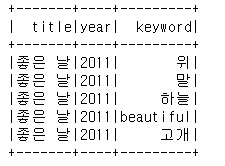 +-------+----+---------+
|  title|year|  keyword|
+-------+----+---------+
|좋은 날|2011|       위|
|좋은 날|2011|       말|
|좋은 날|2011|     하늘|
|좋은 날|2011|beautiful|
|좋은 날|2011|     고개|
+-------+----+---------+